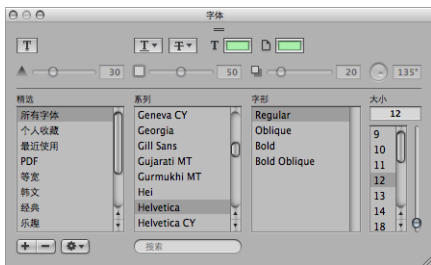 字体
T T T T
30 50 20 135°
精选 系列 字形 大小
所有字体 Geneva CY Regular 12
个人收藏 Georgia Oblique 9
最近使用 Gill Sans Bold 10
PDF Gujarati MT Bold Oblique 11
等宽 Gurmukhi MT 12
韩文 Hei 13
经典 Helvetica 14
乐趣 Helvetica CY 18
搜索